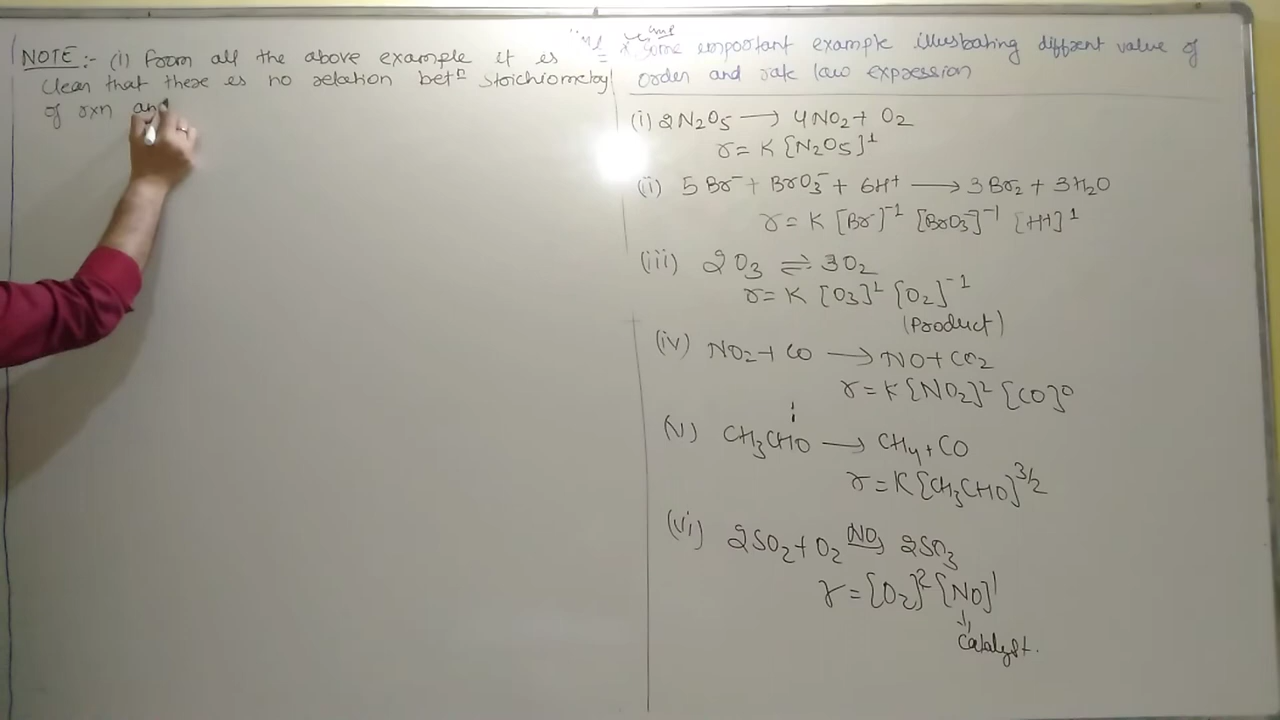 NOTE :- (i) From all the above example it is
clear that there is no relation betⁿ stoichiometry
of rxn and
* Some important example illustrating diffrent value of
order and rate law expression
(i) 2N₂O₅ → 4NO₂ + O₂
r = K [N₂O₅]¹
(ii) 5Br⁻ + BrO₃⁻ + 6H⁺ → 3Br₂ + 3H₂O
r = K [Br]⁻¹ [BrO₃]⁻¹ [H+]¹
(iii) 2O₃ ⇌ 3O₂
r = K [O₃]² [O₂]⁻¹
(Product)
(iv) NO₂ + CO → NO + CO₂
r = K [NO₂]² [CO]⁰
(v) CH₃CHO → CH₄ + CO
r = K [CH₃CHO]^3/2
(vi) 2SO₂ + O₂ NO → 2SO₃
r = [O₂]² [NO]¹
↓
Catalyst.